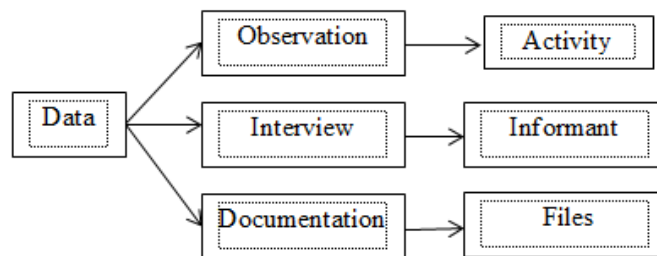 Observation
Activity
Data
Interview
Informant
Documentation
Files